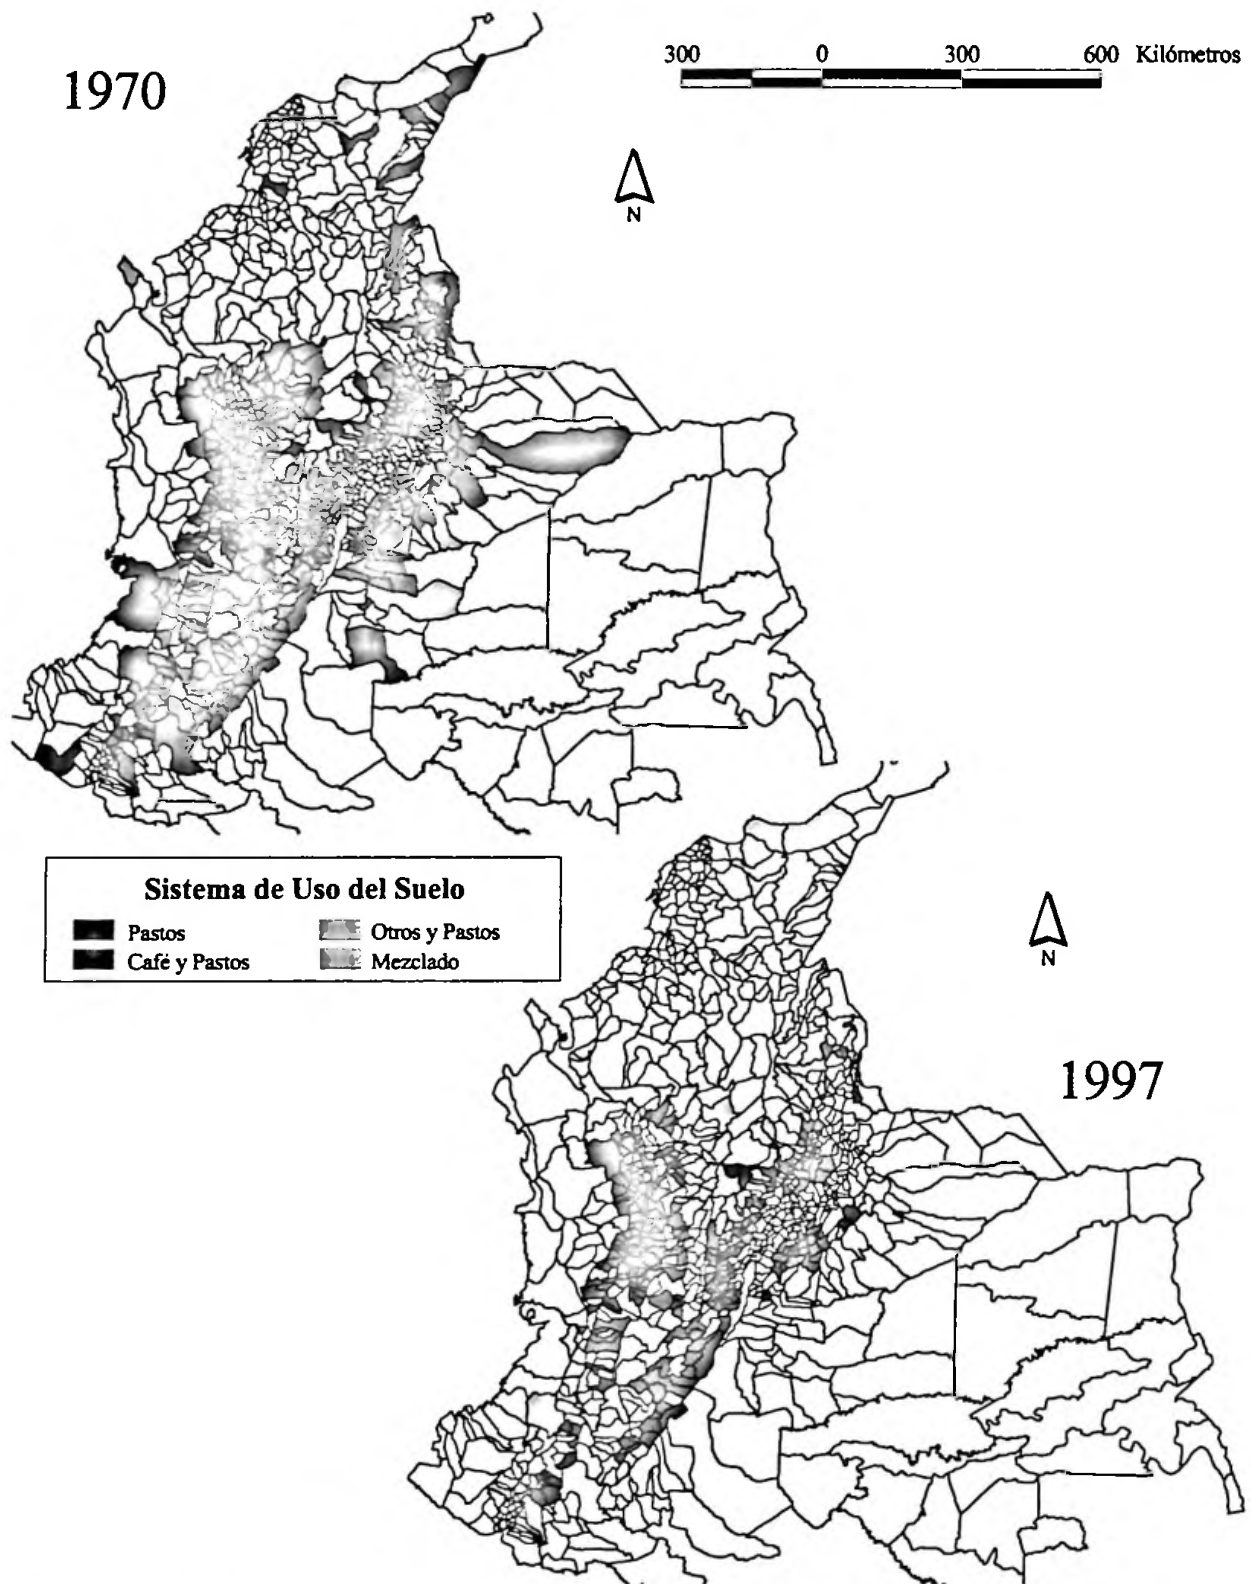 1970
300 0 300 600 Kilómetros
N
Sistema de Uso del Suelo
Pastos
Otros y Pastos
Café y Pastos
Mezclado
N
1997